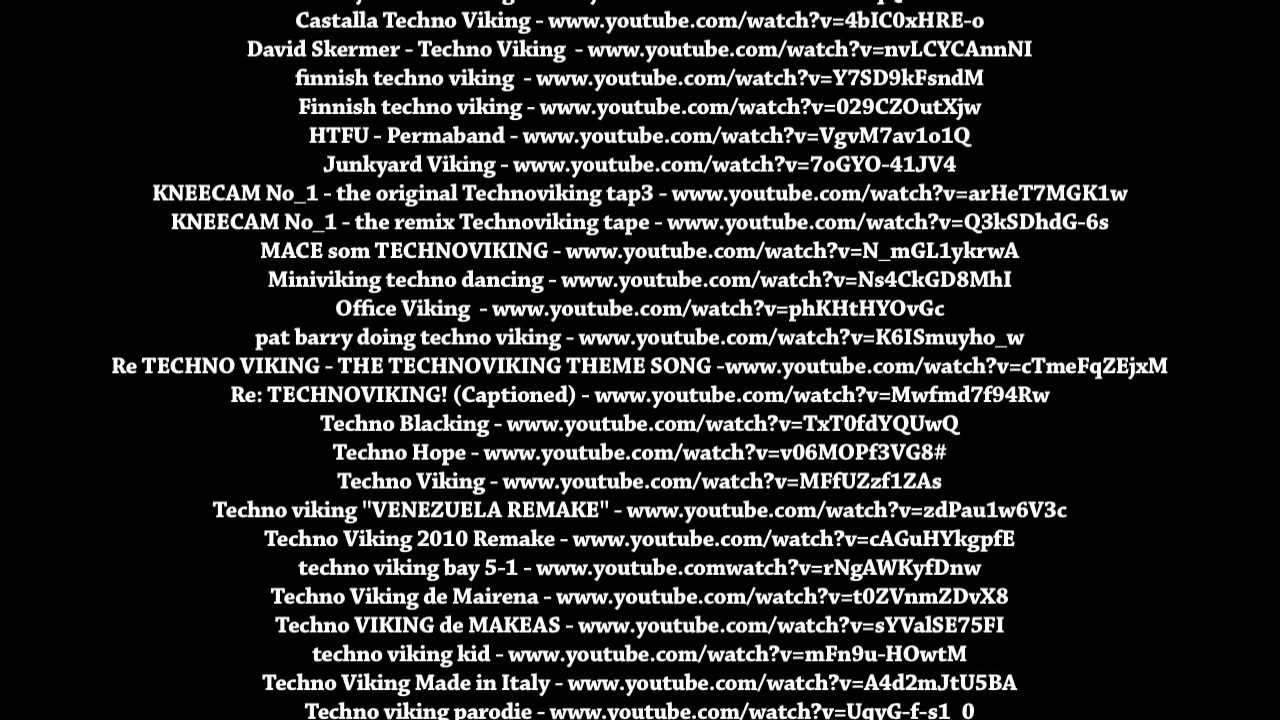 Castalla Techno Viking - www.youtube.com/watch?v=4bIC0xHRE-o
David Skermer - Techno Viking - www.youtube.com/watch?v=nvLCYCAnnNI
finnish techno viking - www.youtube.com/watch?v=Y7SD9kFsndM
Finnish techno viking - www.youtube.com/watch?v=029CZOutXjw
HTFU - Permaband - www.youtube.com/watch?v=VgvM7av1o1Q
Junkyard Viking - www.youtube.com/watch?v=7oGYO-41JV4
KNEECAM No_1 - the original Technoviking tap3 - www.youtube.com/watch?v=arHeT7MGK1w
KNEECAM No_1 - the remix Technoviking tape - www.youtube.com/watch?v=Q3kSDhdG-6s
MACE som TECHNOVIKING - www.youtube.com/watch?v=N_mGL1ykrwA
Miniviking techno dancing - www.youtube.com/watch?v=Ns4CkGD8MhI
Office Viking - www.youtube.com/watch?v=phKHtHYOvGc
pat barry doing techno viking - www.youtube.com/watch?v=K6ISmuyho_w
Re TECHNO VIKING - THE TECHNOVIKING THEME SONG -www.youtube.com/watch?v=cTmeFqZEjxM
Re: TECHNOVIKING! (Captioned) - www.youtube.com/watch?v=Mwfmd7f94Rw
Techno Blacking - www.youtube.com/watch?v=TxT0fdYQUwQ
Techno Hope - www.youtube.com/watch?v=v06MOPf3VG8#
Techno Viking - www.youtube.com/watch?v=MFfUZzf1ZAs
Techno viking "VENEZUELA REMAKE" - www.youtube.com/watch?v=zdPau1w6V3c
Techno Viking 2010 Remake - www.youtube.com/watch?v=cAGuHYkgpfE
techno viking bay 5-1 - www.youtube.comwatch?v=rNgAWKyfDnw
Techno Viking de Mairena - www.youtube.com/watch?v=t0ZVnmZDvX8
Techno VIKING de MAKEAS - www.youtube.com/watch?v=sYValSE75FI
techno viking kid - www.youtube.com/watch?v=mFn9u-HOwtM
Techno Viking Made in Italy - www.youtube.com/watch?v=A4d2mJtU5BA
Techno viking parodie - www.youtube.com/watch?v=UqyG-f-s1_0